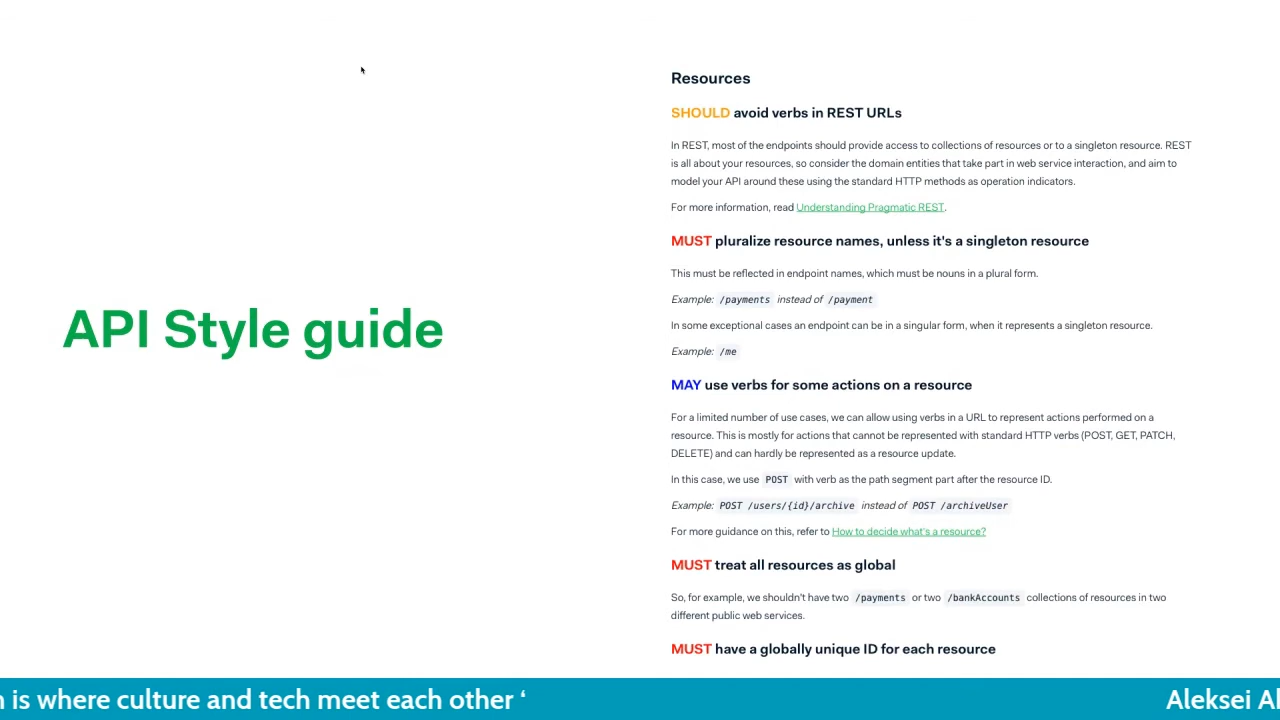 API Style guide
Resources
SHOULD avoid verbs in REST URLs
In REST, most of the endpoints should provide access to collections of resources or to a singleton resource. REST
is all about your resources, so consider the domain entities that take part in web service interaction, and aim to
model your API around these using the standard HTTP methods as operation indicators.
For more information, read Understanding Pragmatic REST.
MUST pluralize resource names, unless it's a singleton resource
This must be reflected in endpoint names, which must be nouns in a plural form.
Example: /payments instead of /payment
In some exceptional cases an endpoint can be in a singular form, when it represents a singleton resource.
Example: /me
MAY use verbs for some actions on a resource
For a limited number of use cases, we can allow using verbs in a URL to represent actions performed on a
resource. This is mostly for actions that cannot be represented with standard HTTP verbs (POST, GET, PATCH,
DELETE) and can hardly be represented as a resource update.
In this case, we use POST with verb as the path segment part after the resource ID.
Example: POST /users/{id}/archive instead of POST /archiveUser
For more guidance on this, refer to How to decide what's a resource?
MUST treat all resources as global
So, for example, we shouldn't have two /payments or two /bankAccounts collections of resources in two
different public web services.
MUST have a globally unique ID for each resource
is where culture and tech meet each other ‘
Aleksei